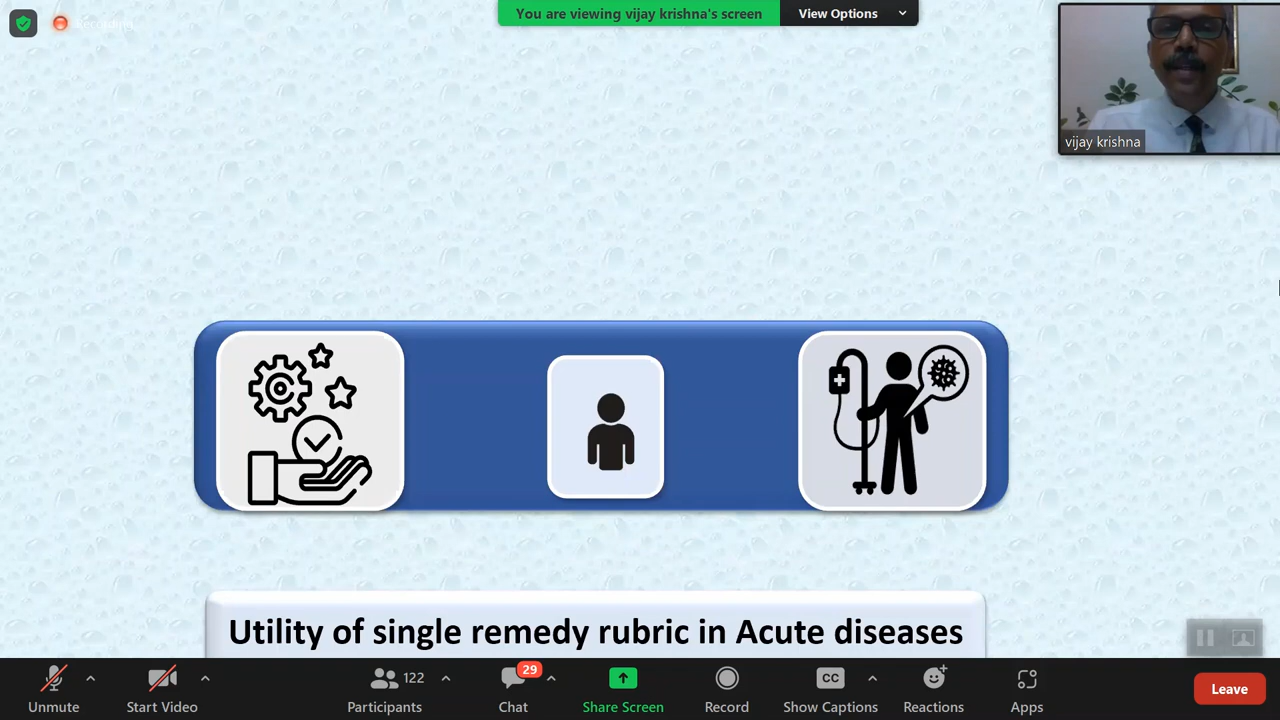 Recording
You are viewing vijay krishna's screen
View Options
vijay krishna
Utility of single remedy rubric in Acute diseases
Unmute
Start Video
122
Participants
29
Chat
Share Screen
Record
CC
Show Captions
Reactions
Apps
Leave